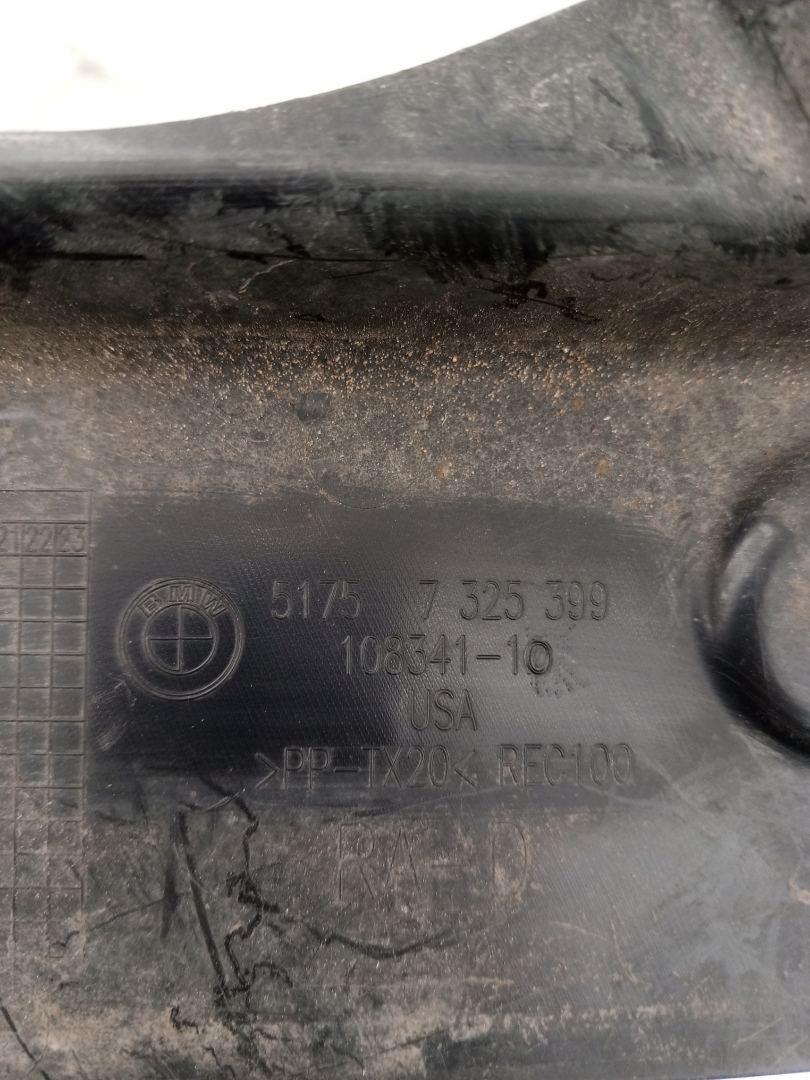 21 22 23
BMW
5175 7 325 399
108341-10
USA
>PP-TX20< REC100
RA-D